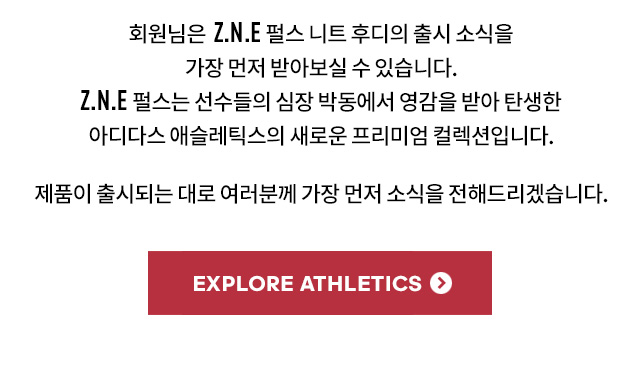 회원님은 Z.N.E 펄스 니트 후디의 출시 소식을
가장 먼저 받아보실 수 있습니다.
Z.N.E 펄스는 선수들의 심장 박동에서 영감을 받아 탄생한
아디다스 애슬레틱스의 새로운 프리미엄 컬렉션입니다.
제품이 출시되는 대로 여러분께 가장 먼저 소식을 전해드리겠습니다.
EXPLORE ATHLETICS